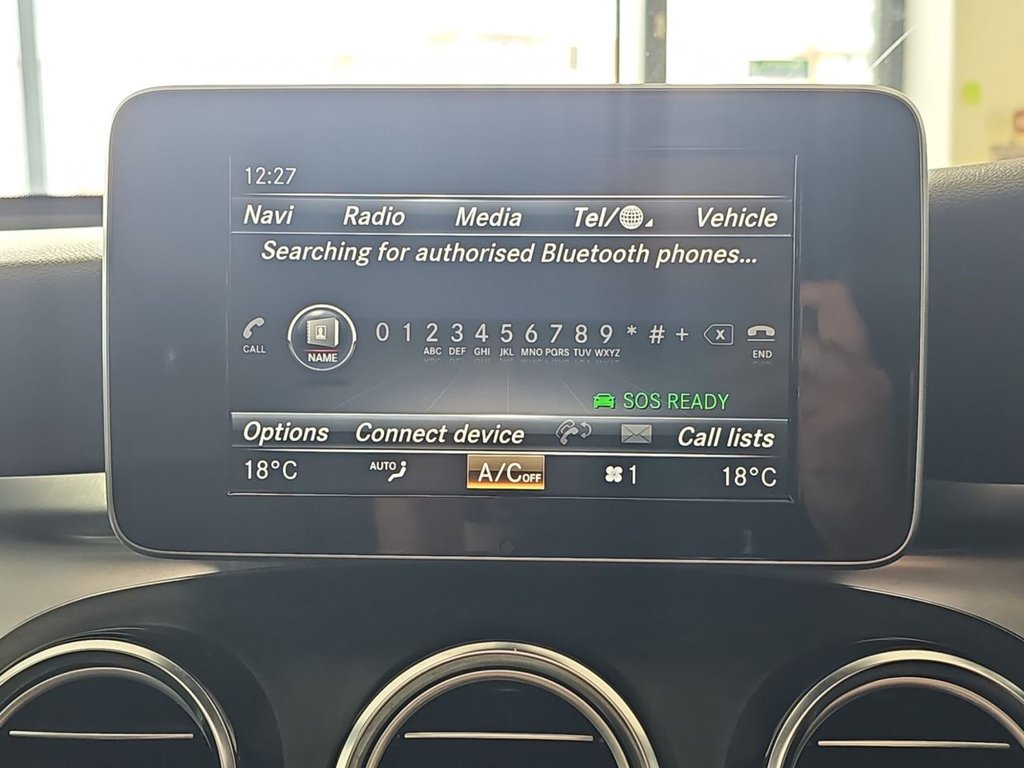 12:27
Navi Radio Media Tel/ Vehicle
Searching for authorised Bluetooth phones...
CALL NAME 0 1 2 3 4 5 6 7 8 9 * # + END
ABC DEF GHI JKL MNO PQRS TUV WXYZ
SOS READY
Options Connect device Call lists
18°C AUTO A/C OFF 1 18°C